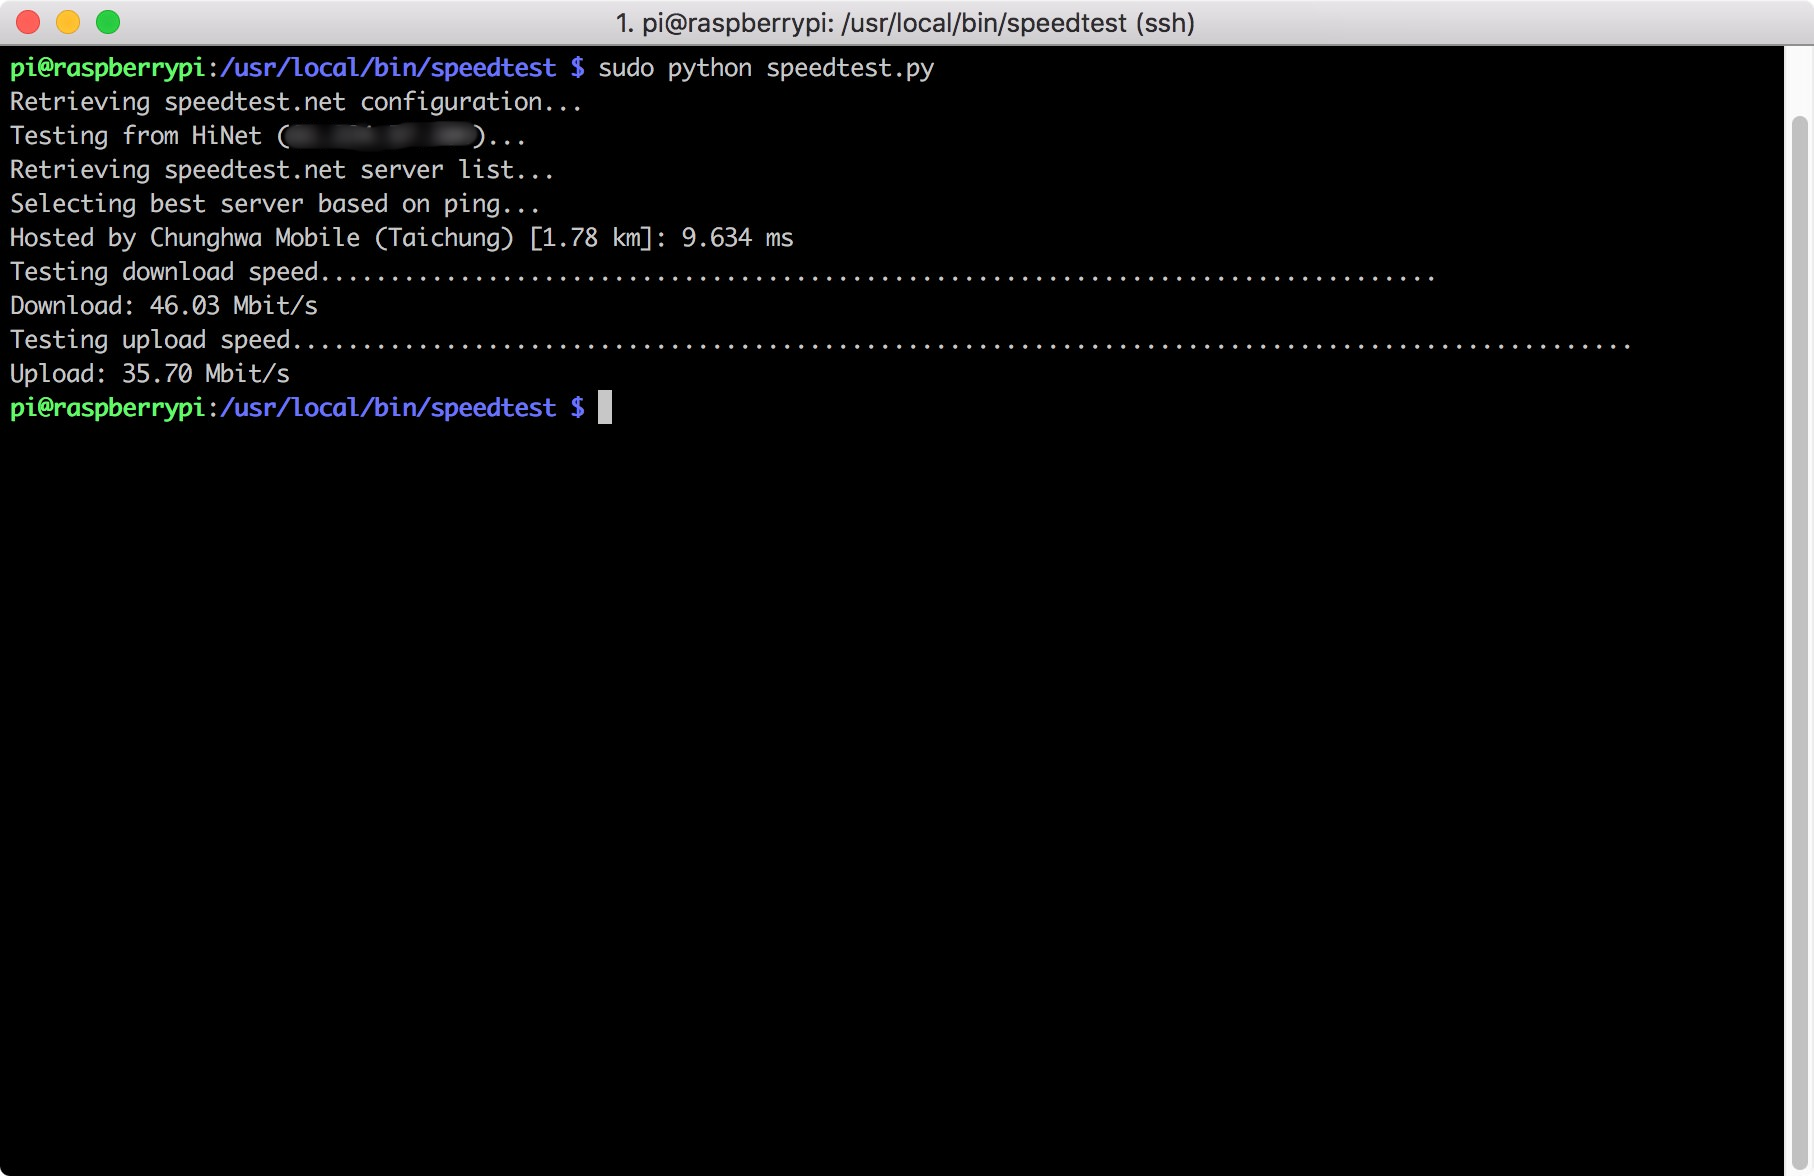 1. pi@raspberrypi: /usr/local/bin/speedtest (ssh)
pi@raspberrypi:/usr/local/bin/speedtest $ sudo python speedtest.py
Retrieving speedtest.net configuration...
Testing from HiNet ()...
Retrieving speedtest.net server list...
Selecting best server based on ping...
Hosted by Chunghwa Mobile (Taichung) [1.78 km]: 9.634 ms
Testing download speed................................................................................
Download: 46.03 Mbit/s
Testing upload speed................................................................................................
Upload: 35.70 Mbit/s
pi@raspberrypi:/usr/local/bin/speedtest $